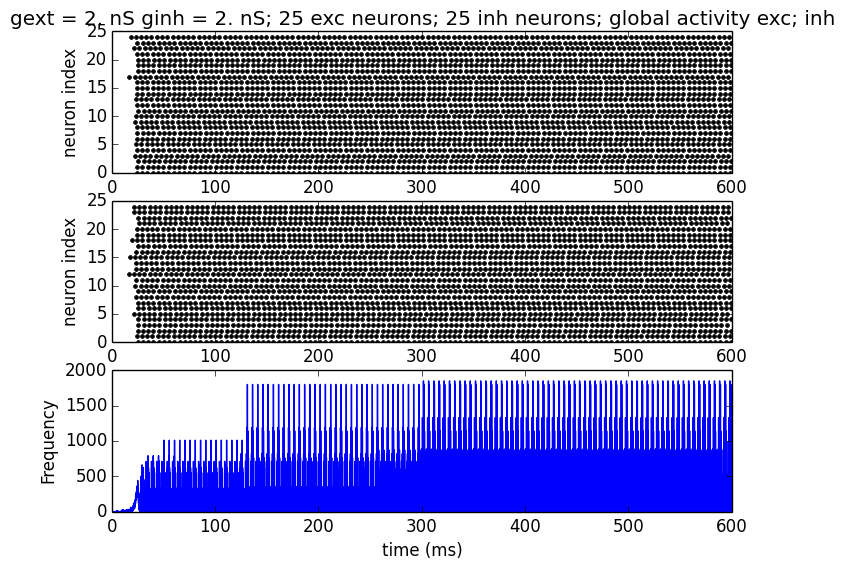 gext = 2. nS ginh = 2. nS; 25 exc neurons; 25 inh neurons; global activity exc; inh
25
20
15
10
5
0
neuron index
0 100 200 300 400 500 600
25
20
15
10
5
0
neuron index
0 100 200 300 400 500 600
2000
1500
1000
500
0
Frequency
0 100 200 300 400 500 600
time (ms)